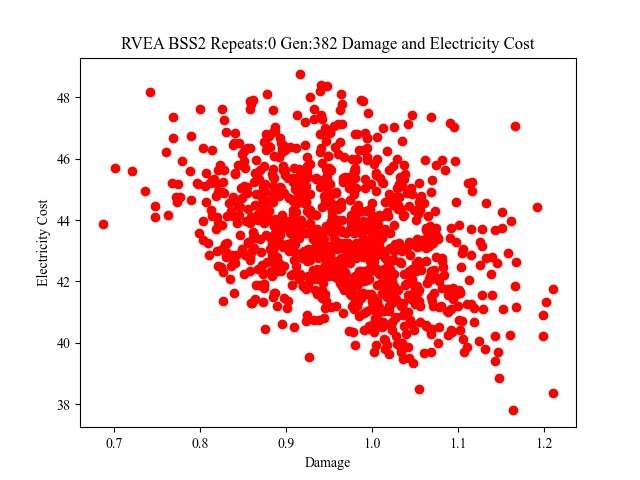 RVEA BSS2 Repeats:0 Gen:382 Damage and Electricity Cost
48
46
44
42
40
38
Electricity Cost
0.7 0.8 0.9 1.0 1.1 1.2
Damage